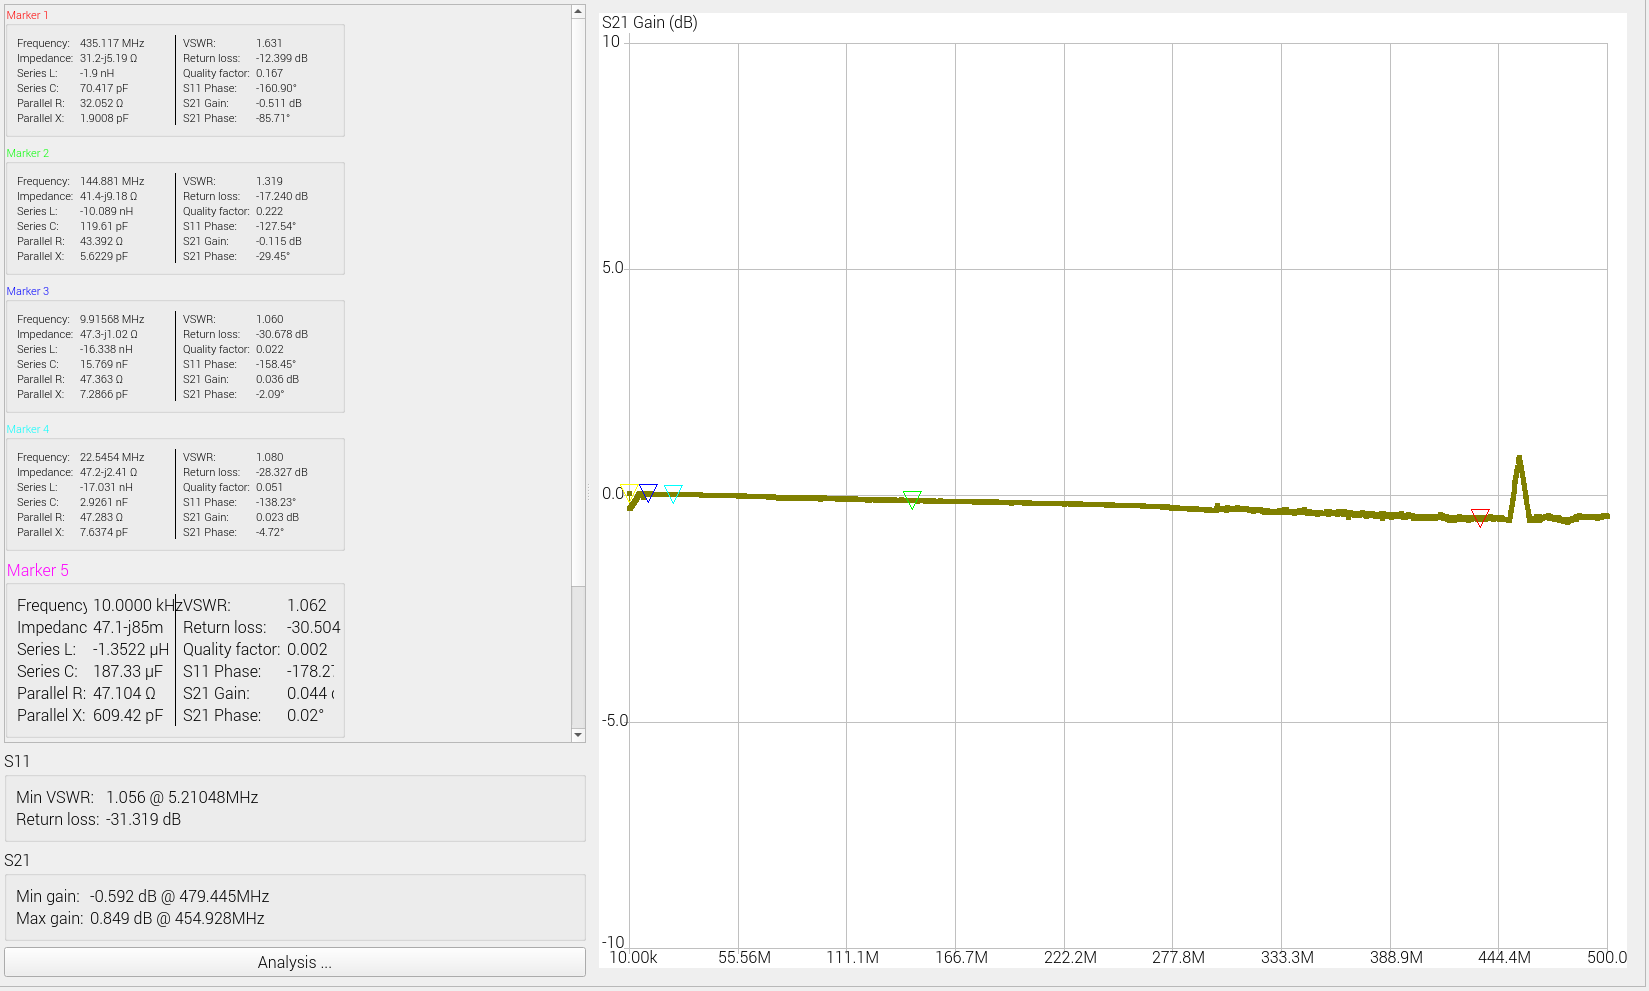 Marker 1
Frequency: 435.117 MHz VSWR: 1.631
Impedance: 31.2-j5.19 Ω Return loss: -12.399 dB
Series L: -1.9 nH Quality factor: 0.167
Series C: 70.417 pF S11 Phase: -160.90°
Parallel R: 32.052 Ω S21 Gain: -0.511 dB
Parallel X: 1.9008 pF S21 Phase: -85.71°
Marker 2
Frequency: 144.881 MHz VSWR: 1.319
Impedance: 41.4-j9.18 Ω Return loss: -17.240 dB
Series L: -10.089 nH Quality factor: 0.222
Series C: 119.61 pF S11 Phase: -127.54°
Parallel R: 43.392 Ω S21 Gain: -0.115 dB
Parallel X: 5.6229 pF S21 Phase: -29.45°
Marker 3
Frequency: 9.91568 MHz VSWR: 1.060
Impedance: 47.3-j1.02 Ω Return loss: -30.678 dB
Series L: -16.338 nH Quality factor: 0.022
Series C: 15.769 nF S11 Phase: -158.45°
Parallel R: 47.363 Ω S21 Gain: 0.036 dB
Parallel X: 7.2866 pF S21 Phase: -2.09°
Marker 4
Frequency: 22.5454 MHz VSWR: 1.080
Impedance: 47.2-j2.41 Ω Return loss: -28.327 dB
Series L: -17.031 nH Quality factor: 0.051
Series C: 2.9261 nF S11 Phase: -138.23°
Parallel R: 47.283 Ω S21 Gain: 0.023 dB
Parallel X: 7.6374 pF S21 Phase: -4.72°
Marker 5
Frequency 10.0000 kHz VSWR: 1.062
Impedanc 47.1-j85m Return loss: -30.504
Series L: -1.3522 µH Quality factor: 0.002
Series C: 187.33 µF S11 Phase: -178.2
Parallel R: 47.104 Ω S21 Gain: 0.044
Parallel X: 609.42 pF S21 Phase: 0.02°
S11
Min VSWR: 1.056 @ 5.21048MHz
Return loss: -31.319 dB
S21
Min gain: -0.592 dB @ 479.445MHz
Max gain: 0.849 dB @ 454.928MHz
Analysis ...
S21 Gain (dB)
10
5.0
0.0
-5.0
-10
10.00k 55.56M 111.1M 166.7M 222.2M 277.8M 333.3M 388.9M 444.4M 500.0